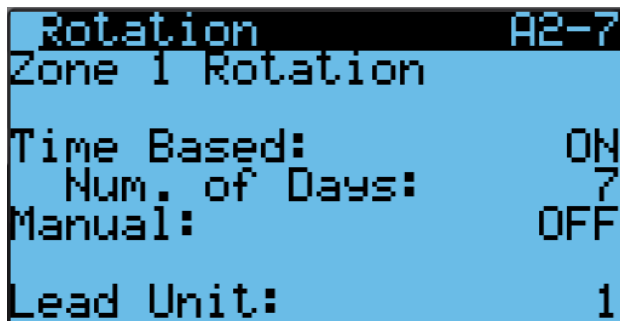 Rotation A2-7
Zone 1 Rotation
Time Based: ON
Num. of Days: 7
Manual: OFF
Lead Unit: 1